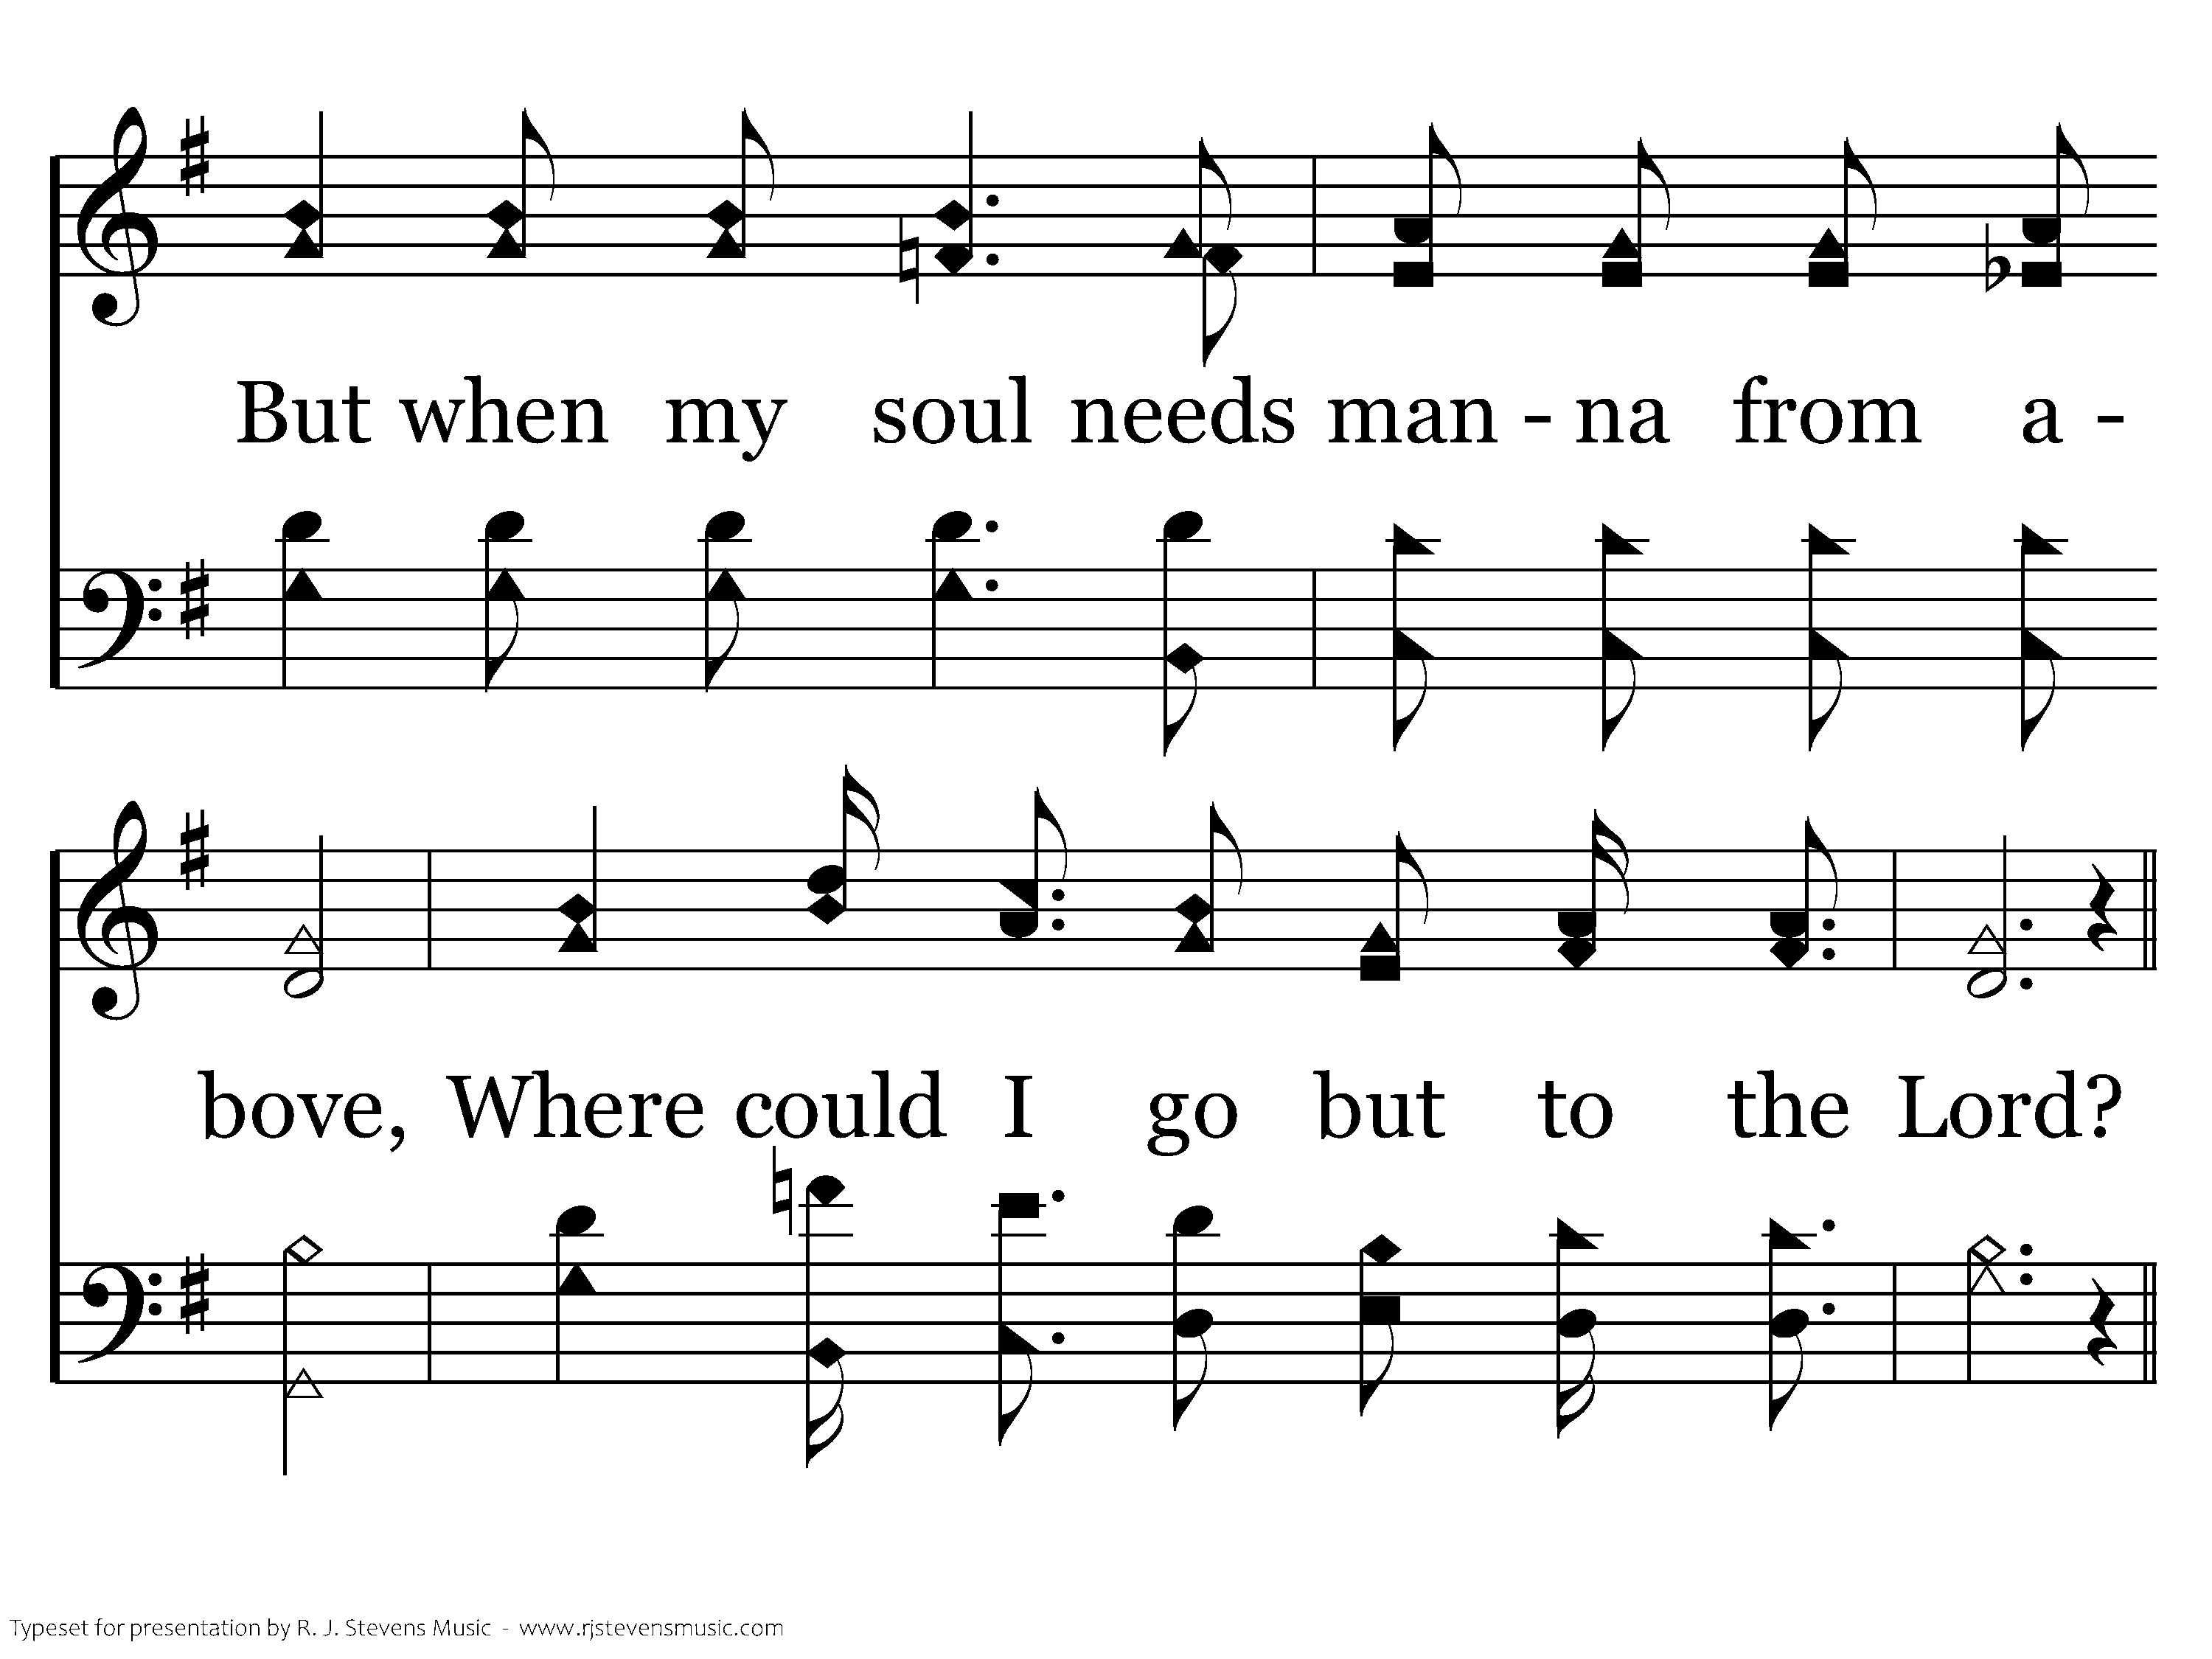 But when my soul needs man - na from a -
bove, Where could I go but to the Lord?
Typeset for presentation by R. J. Stevens Music - www.rjstevensmusic.com